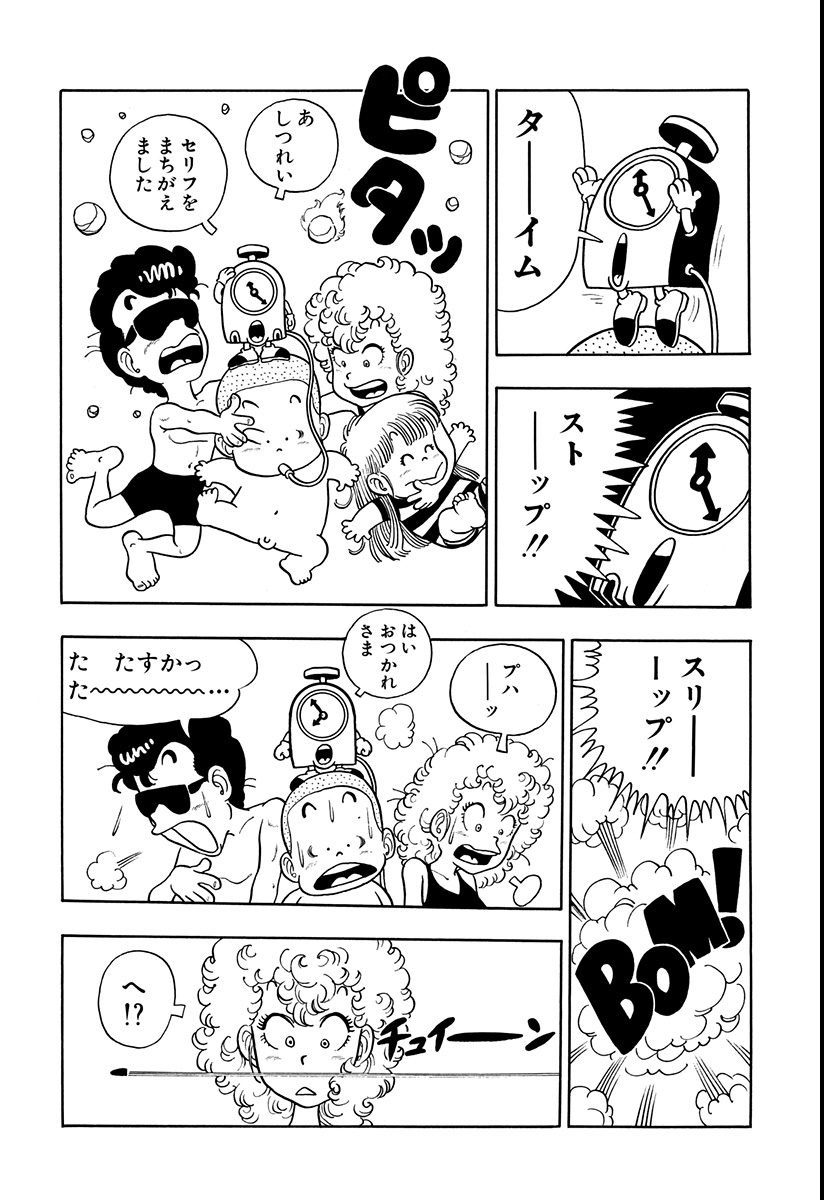 ターイム
ストーップ!!
ピタッ
あ
しつれい
セリフを
まちがえ
ました
スリーーップ!!
BOM!
プハーーッ
はい
おつかれ
さま
た たすかっ
た〜〜〜〜〜…
チュイーーン
へ!?